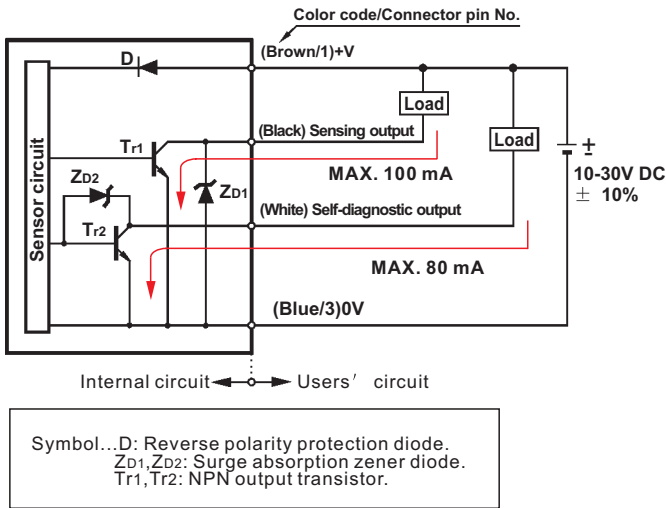 Color code/Connector pin No.
D
(Brown/1)+V
Load
(Black) Sensing output
Load
Tr1
±
MAX. 100 mA
10-30V DC
± 10%
ZD2
ZD1
Sensor circuit
(White) Self-diagnostic output
Tr2
MAX. 80 mA
(Blue/3)0V
Internal circuit
Users′ circuit
Symbol...D: Reverse polarity protection diode.
ZD1,ZD2: Surge absorption zener diode.
Tr1,Tr2: NPN output transistor.